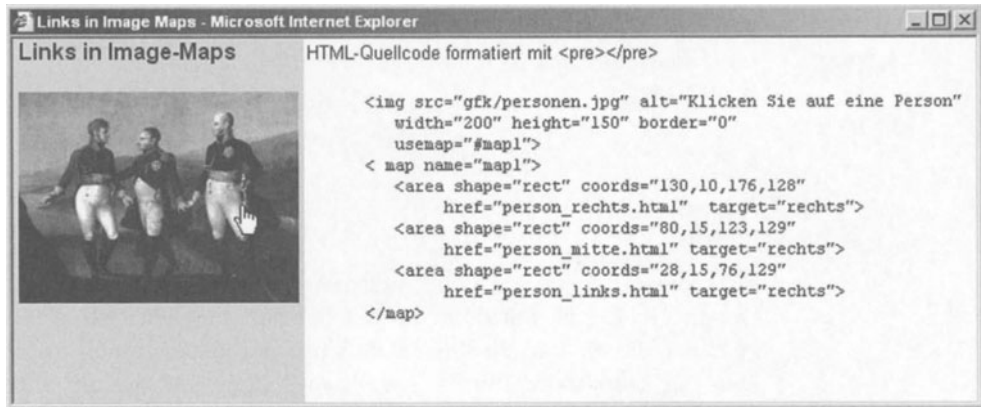 Links in Image Maps - Microsoft Internet Explorer
Links in Image-Maps
HTML-Quellcode formatiert mit <pre></pre>
<img src="gfk/personen.jpg" alt="Klicken Sie auf eine Person"
width="200" height="150" border="0"
usemap="#map1">
< map name="map1">
<area shape="rect" coords="130,10,176,128"
href="person_rechts.html" target="rechts">
<area shape="rect" coords="80,15,123,129"
href="person_mitte.html" target="rechts">
<area shape="rect" coords="28,15,76,129"
href="person_links.html" target="rechts">
</map>